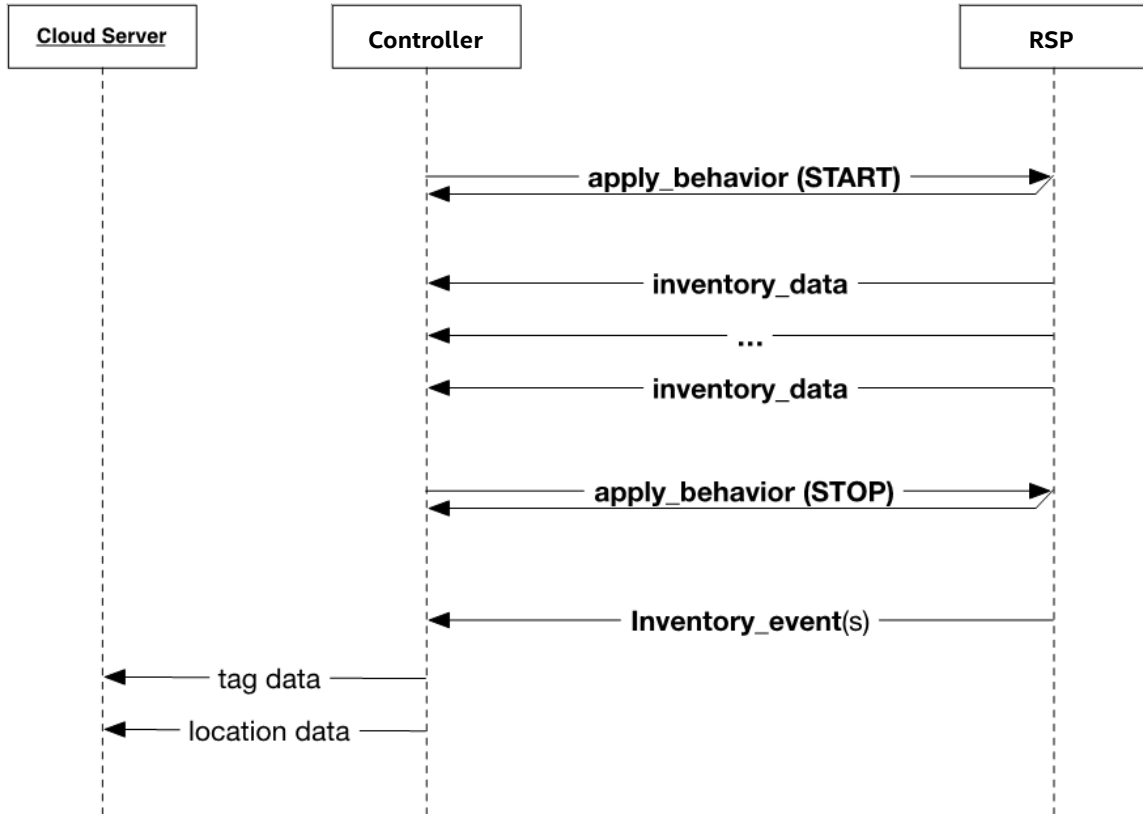 Cloud Server
Controller
RSP
apply_behavior (START)
inventory_data
...
inventory_data
apply_behavior (STOP)
Inventory_event(s)
tag data
location data